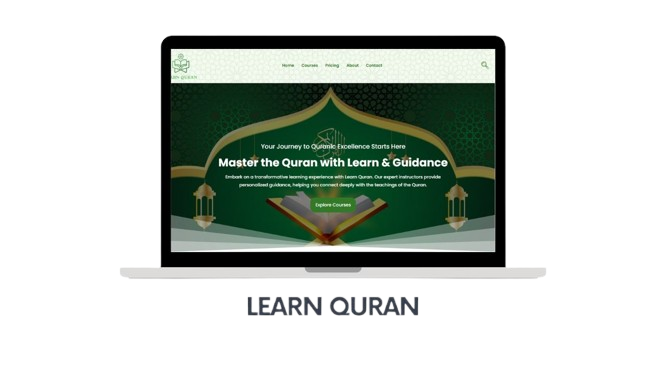 Home Courses Pricing About Contact
Your Journey to Quranic Excellence Starts Here
Master the Quran with Learn & Guidance
Embark on a transformative learning experience with Learn Quran. Our expert instructors provide
personalized guidance, helping you connect deeply with the teachings of the Quran.
Explore Courses
LEARN QURAN